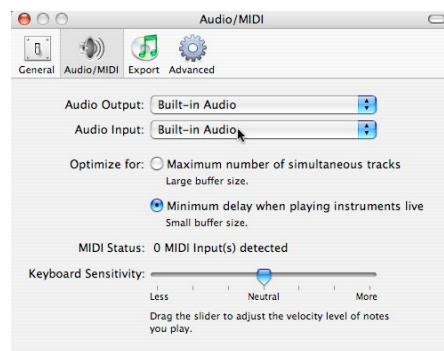 Audio/MIDI
General Audio/MIDI Export Advanced
Audio Output: Built-in Audio
Audio Input: Built-in Audio
Optimize for: Maximum number of simultaneous tracks
Large buffer size.
Minimum delay when playing instruments live
Small buffer size.
MIDI Status: 0 MIDI Input(s) detected
Keyboard Sensitivity:
Less Neutral More
Drag the slider to adjust the velocity level of notes
you play.